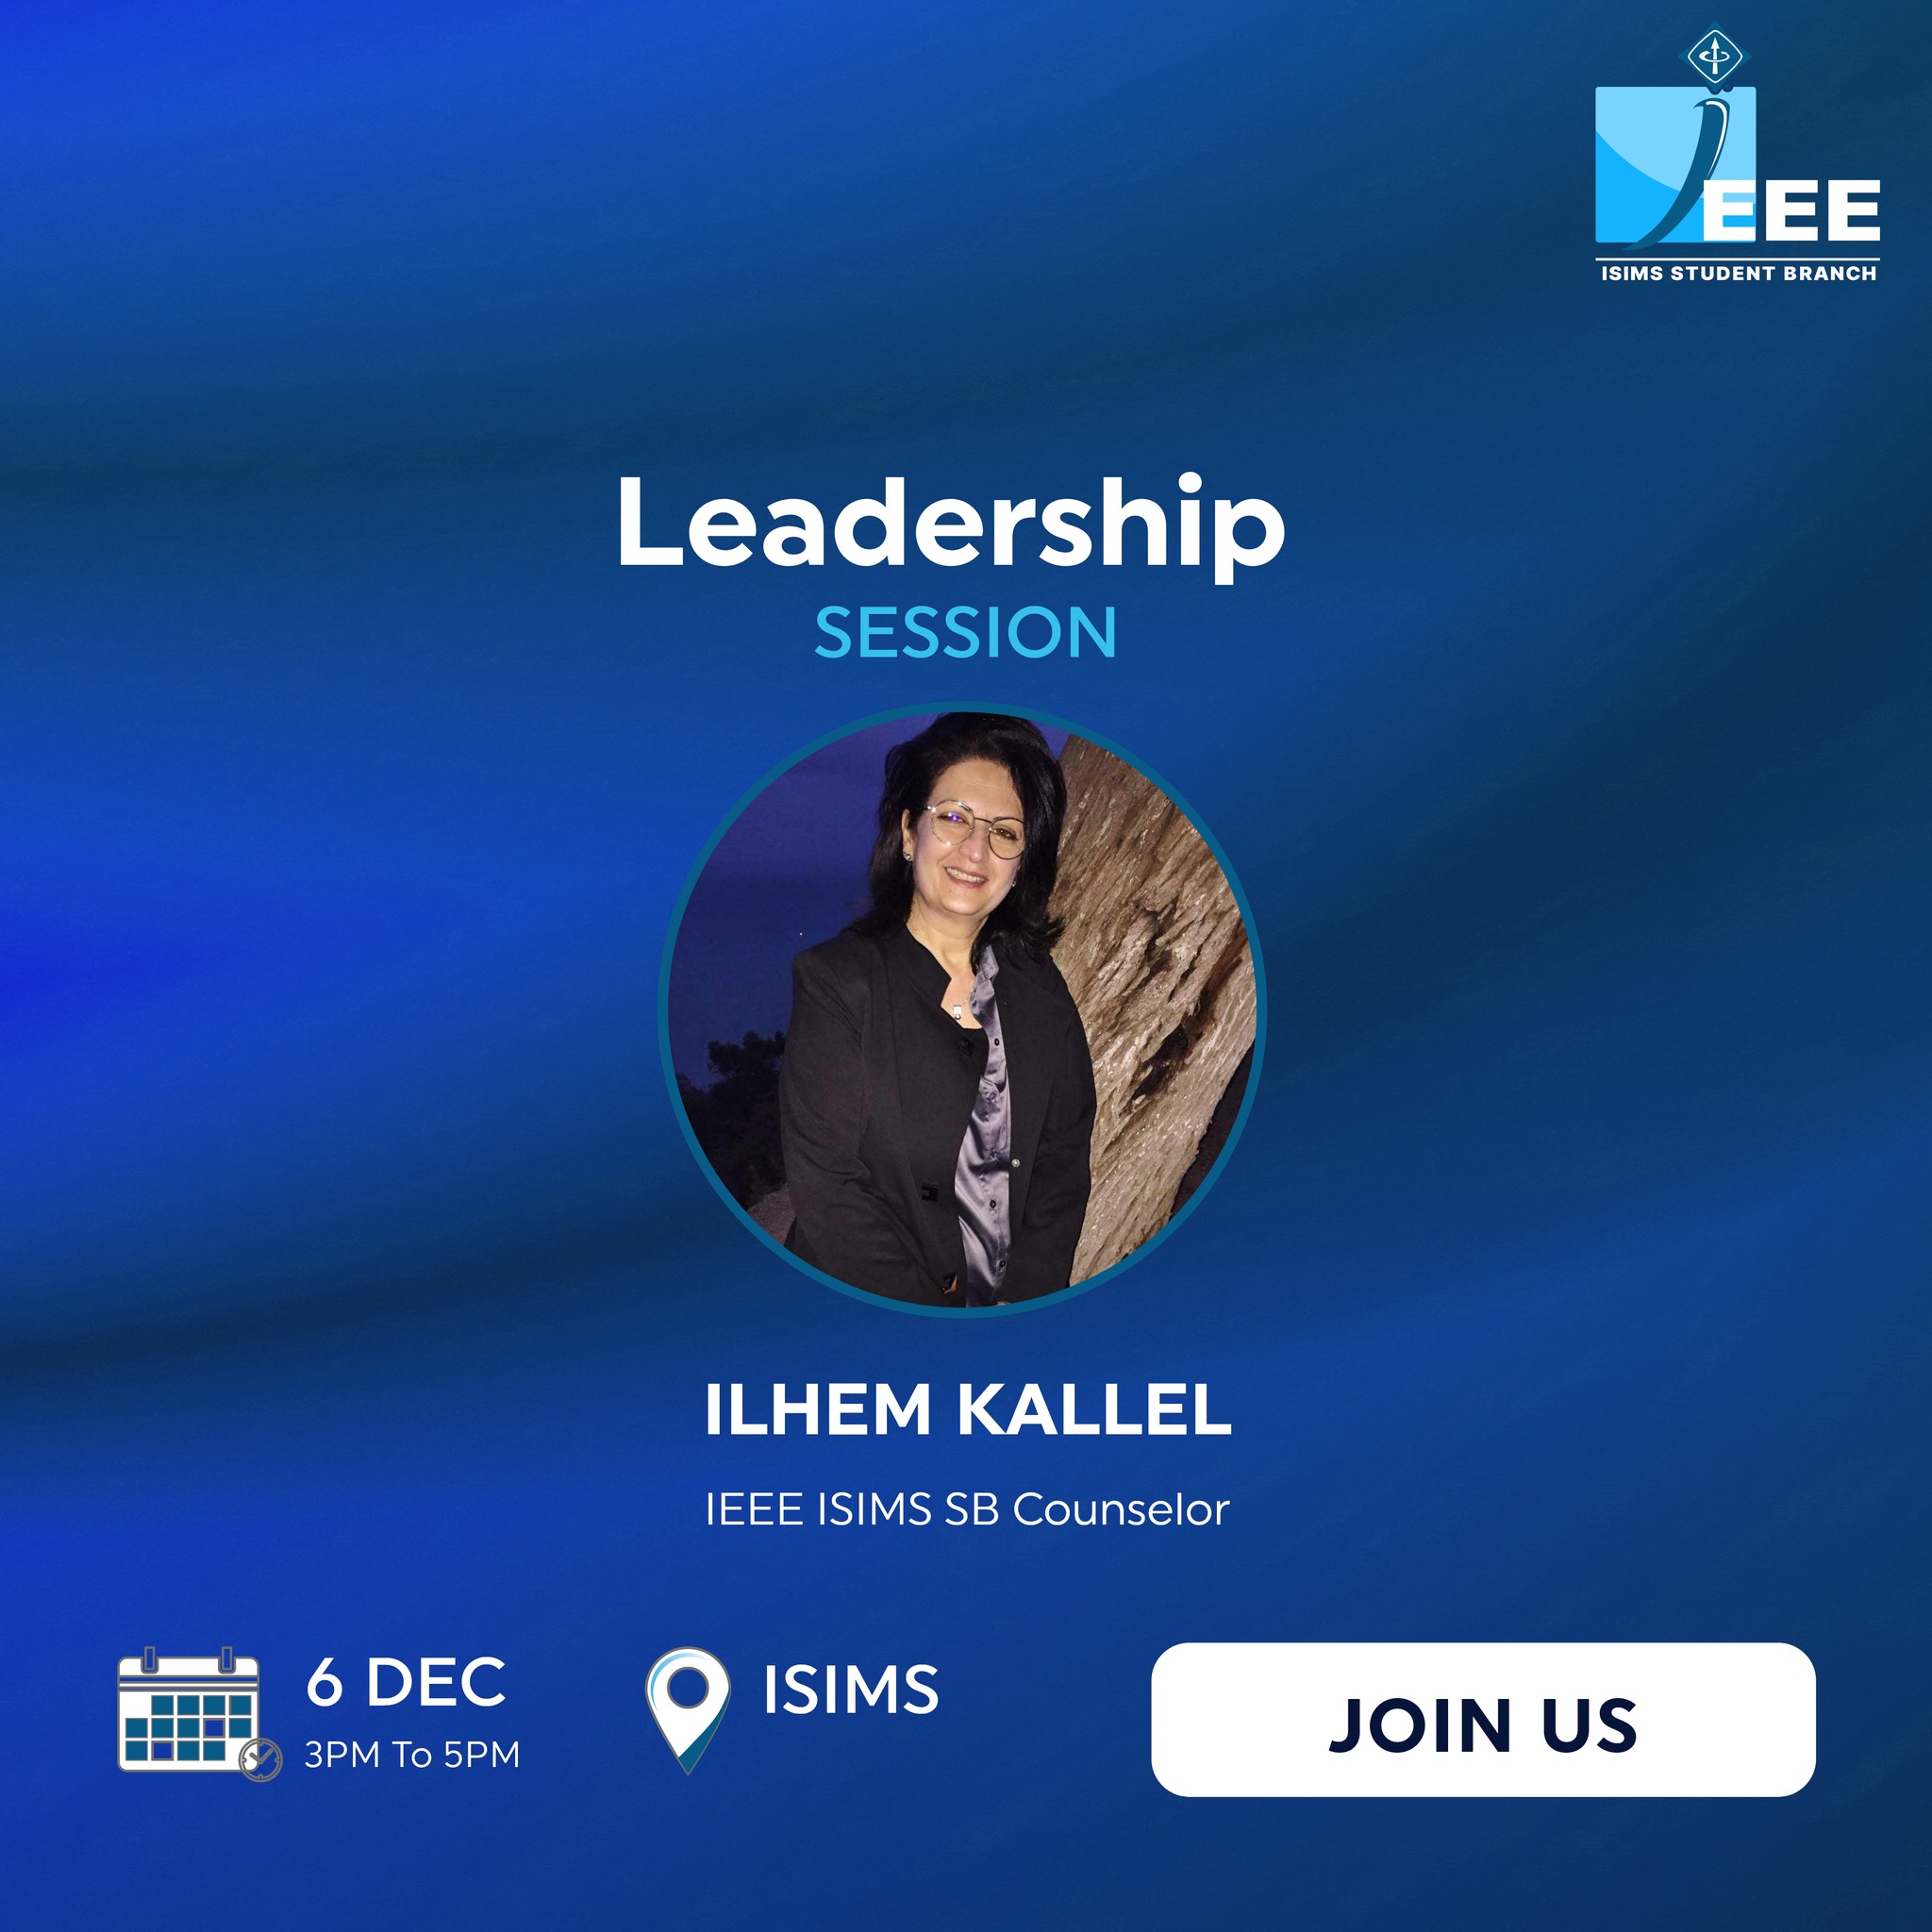 IEEE
ISIMS STUDENT BRANCH
Leadership
SESSION
ILHEM KALLEL
IEEE ISIMS SB Counselor
6 DEC
3PM To 5PM
ISIMS
JOIN US